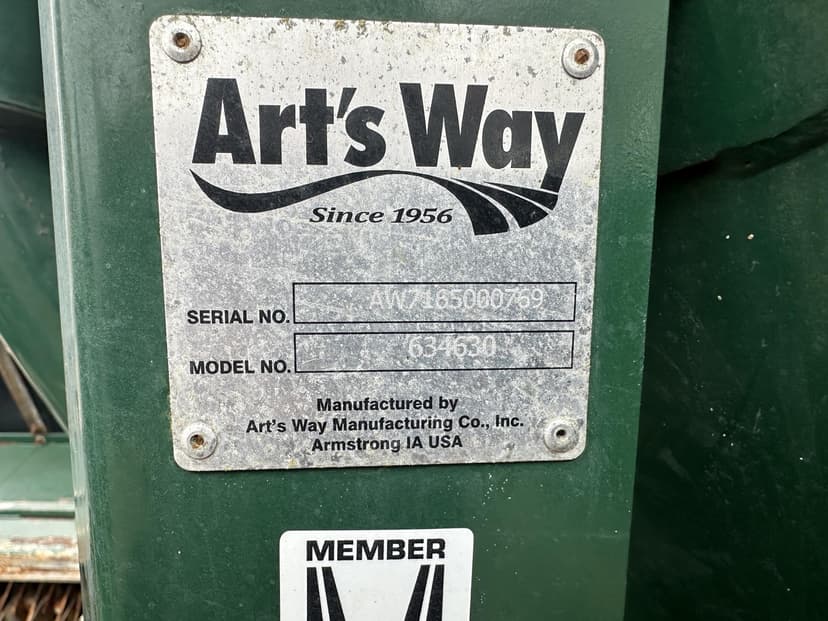 Art's Way
Since 1956
SERIAL NO. AW7165000769
MODEL NO. 634630
Manufactured by
Art's Way Manufacturing Co., Inc.
Armstrong IA USA
MEMBER